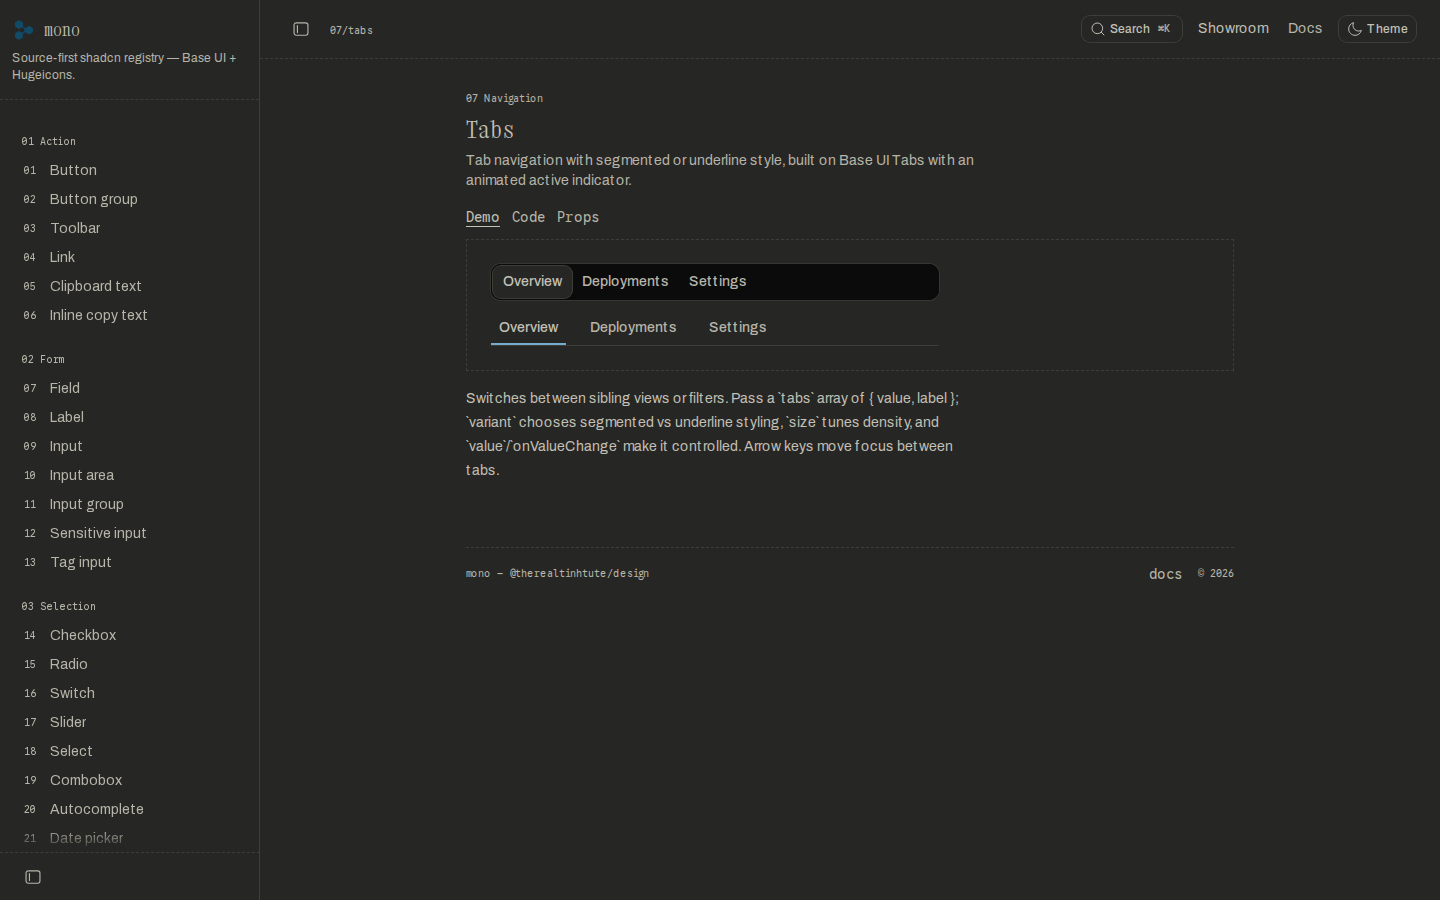 mono
Source-first shadcn registry — Base UI +
Hugeicons.
01 Action
01 Button
02 Button group
03 Toolbar
04 Link
05 Clipboard text
06 Inline copy text
02 Form
07 Field
08 Label
09 Input
10 Input area
11 Input group
12 Sensitive input
13 Tag input
03 Selection
14 Checkbox
15 Radio
16 Switch
17 Slider
18 Select
19 Combobox
20 Autocomplete
21 Date picker
07/tabs
Search ⌘K
Showroom
Docs
Theme
07 Navigation
Tabs
Tab navigation with segmented or underline style, built on Base UI Tabs with an
animated active indicator.
Demo Code Props
Overview Deployments Settings
Overview Deployments Settings
Switches between sibling views or filters. Pass a `tabs` array of { value, label };
`variant` chooses segmented vs underline styling, `size` tunes density, and
`value`/`onValueChange` make it controlled. Arrow keys move focus between
tabs.
mono — @therealtinhtute/design
docs © 2026